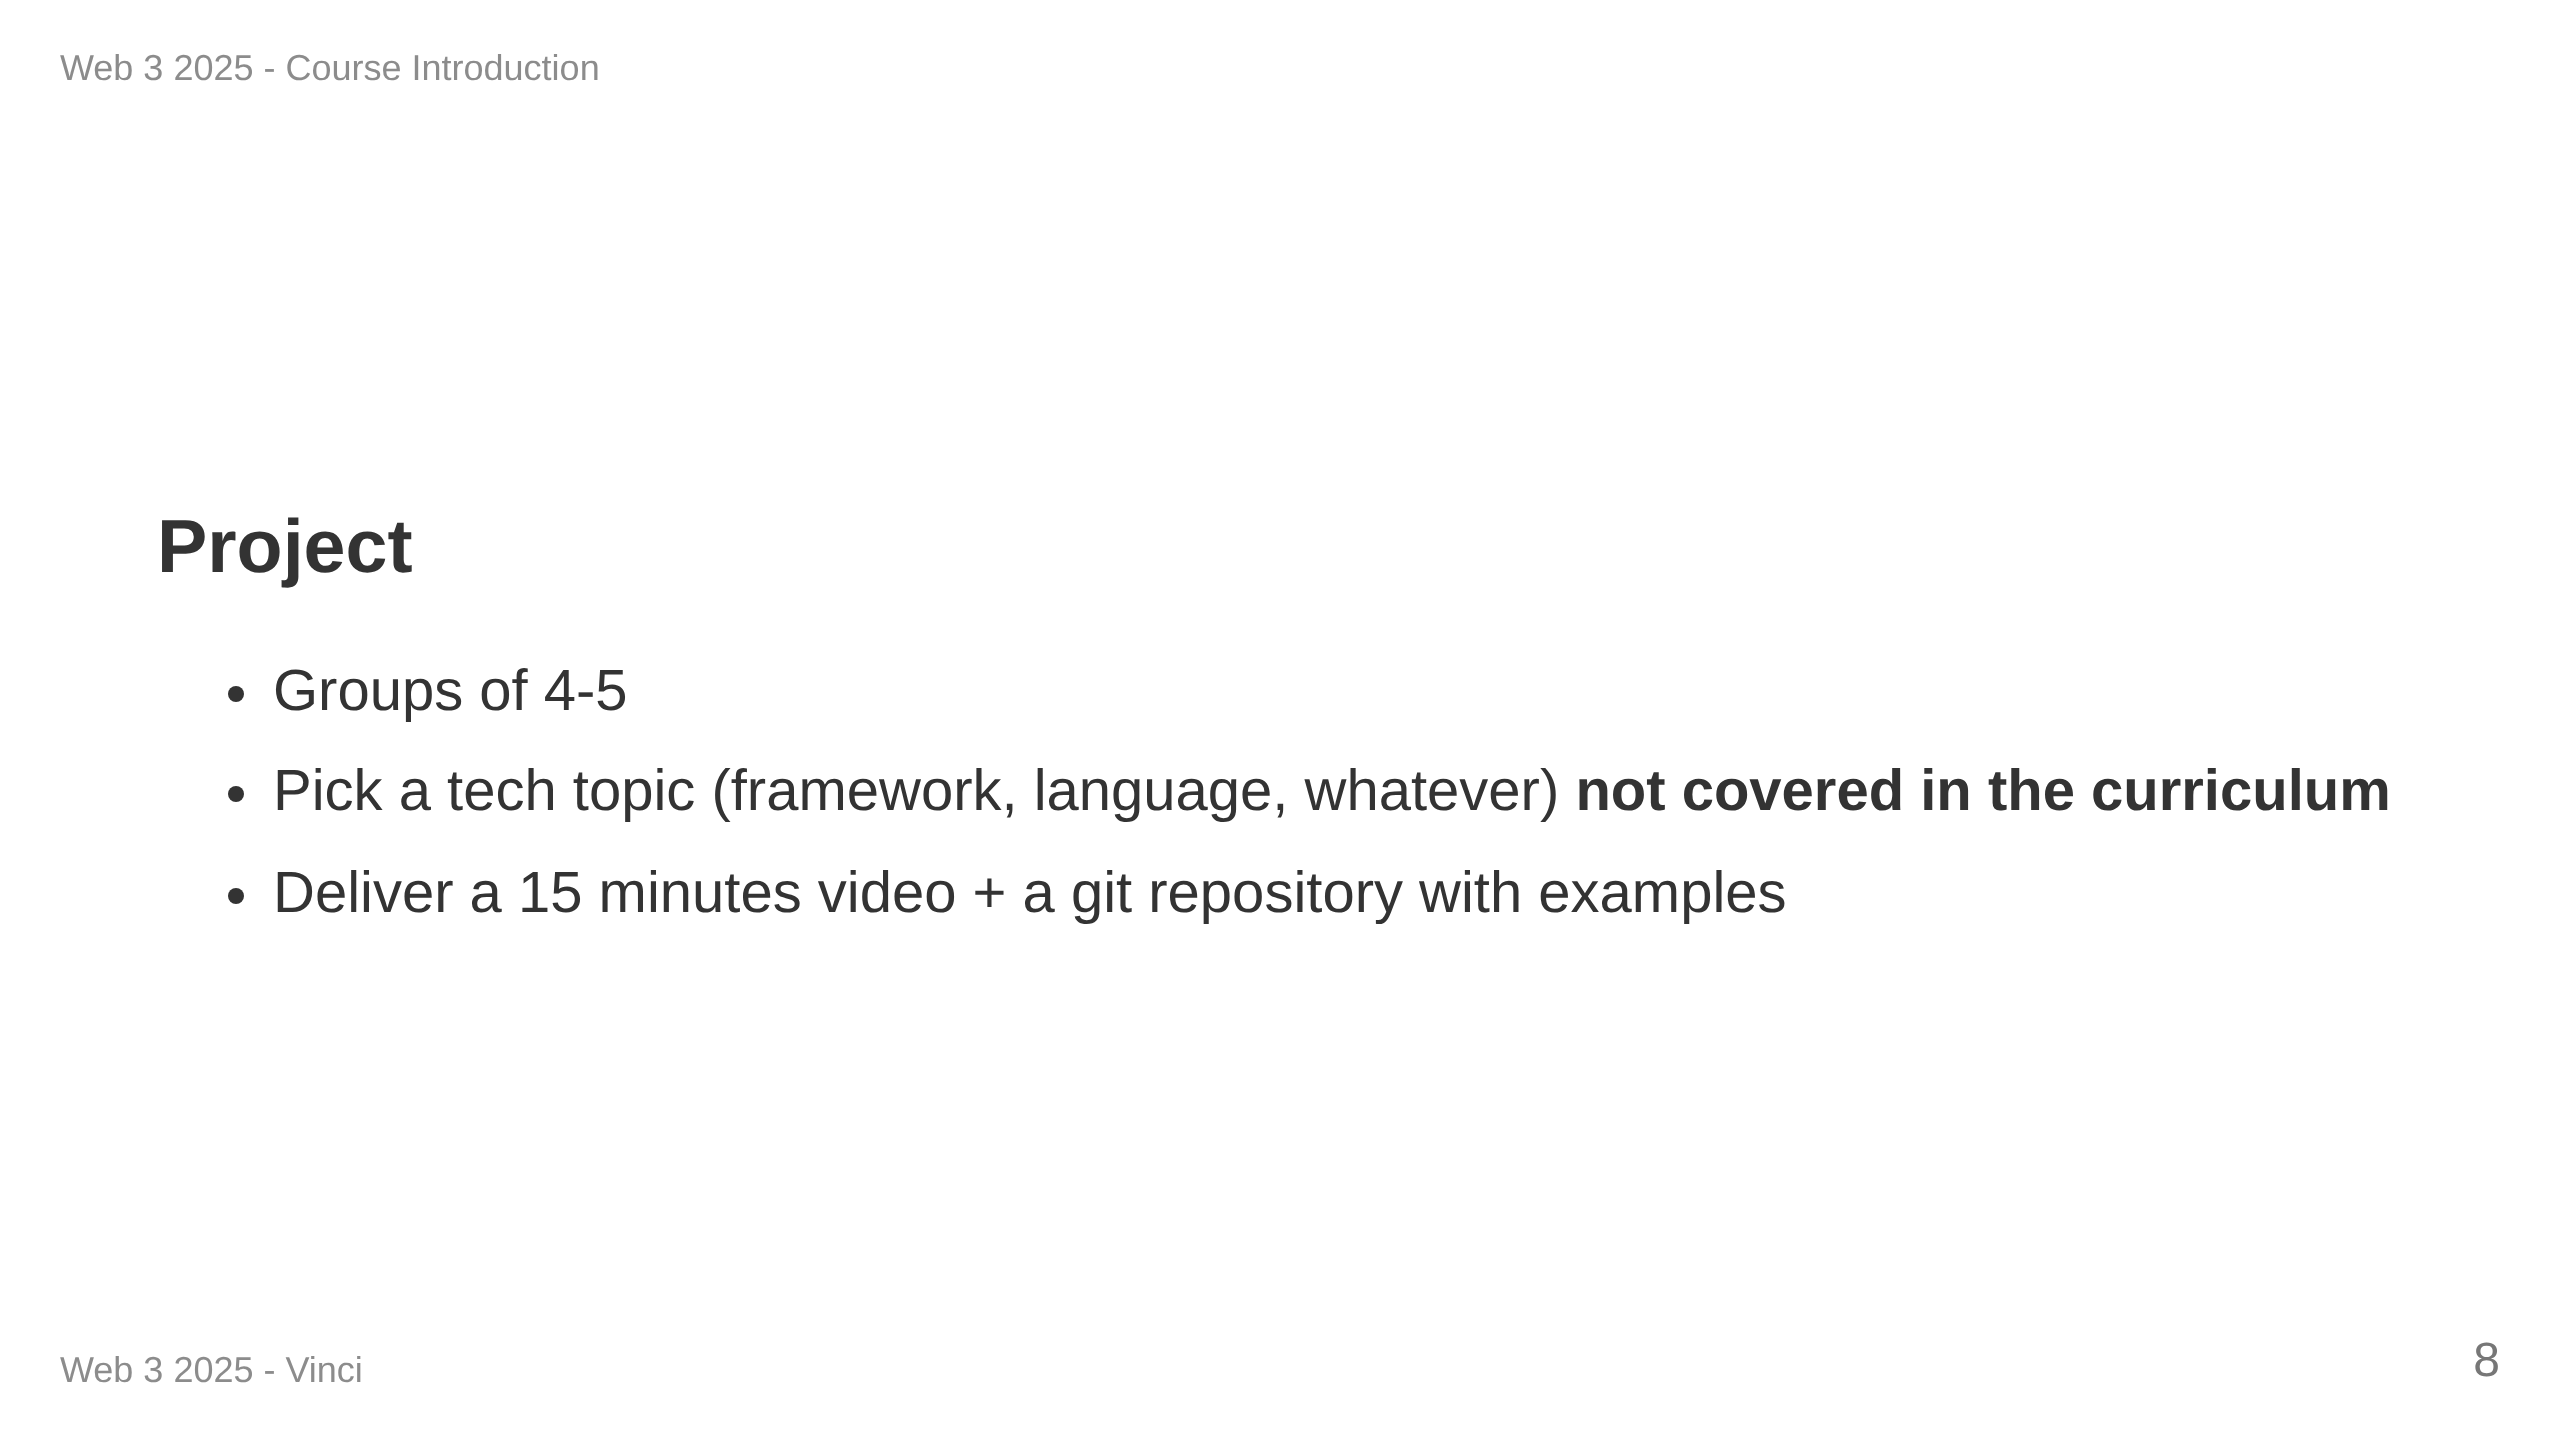 Web 3 2025 - Course Introduction
Project
• Groups of 4-5
• Pick a tech topic (framework, language, whatever) not covered in the curriculum
• Deliver a 15 minutes video + a git repository with examples
Web 3 2025 - Vinci
8